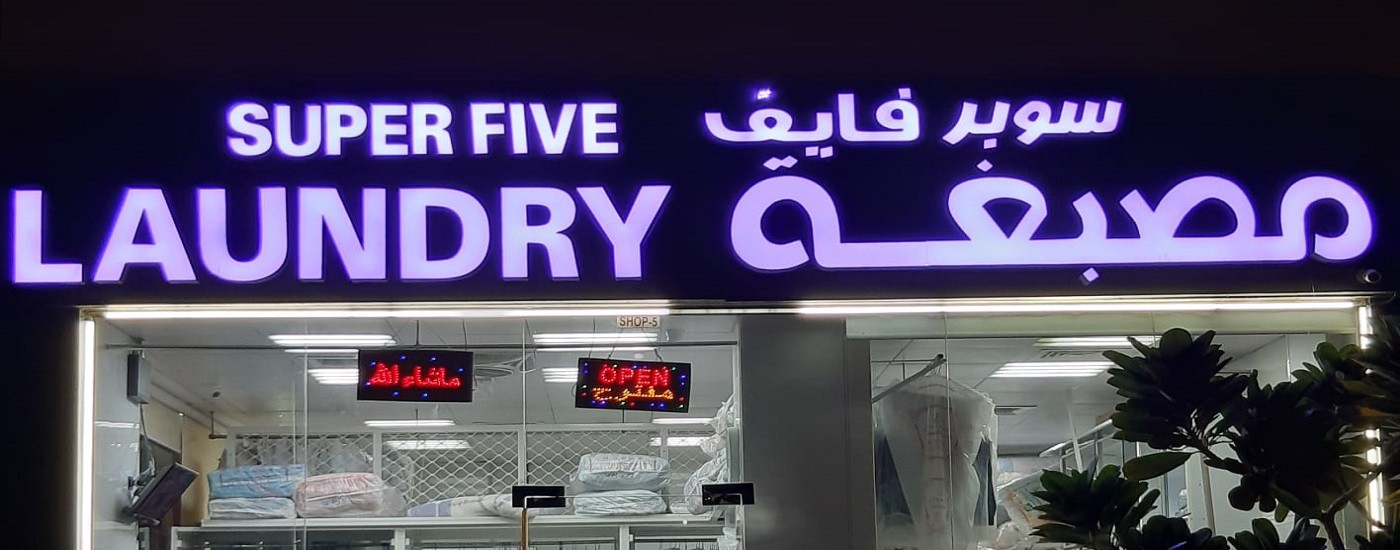 SUPER FIVE
سوبر فايف
LAUNDRY
مصبغة
SHOP-5
ماشاء الله
OPEN
مفتوح